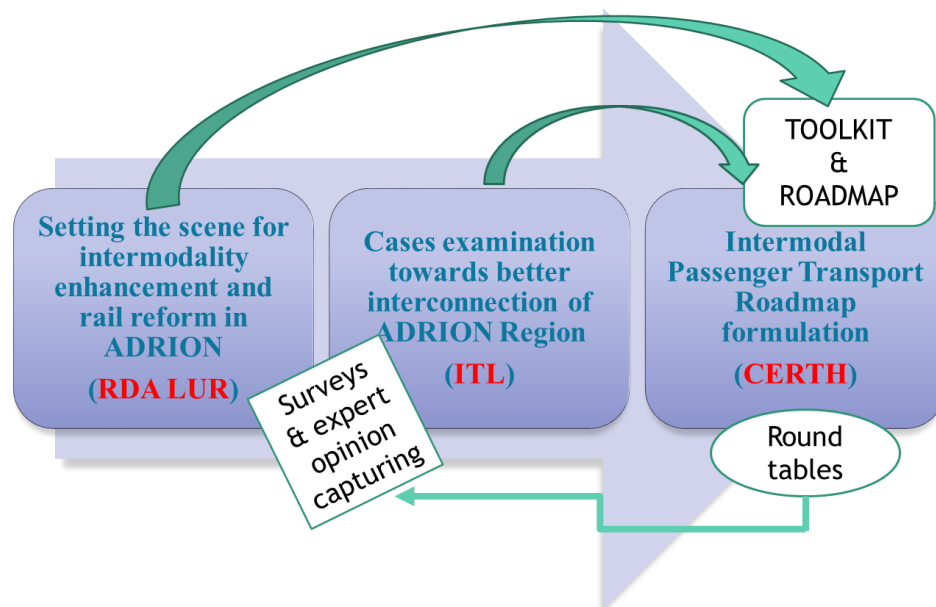 TOOLKIT
&
ROADMAP
Setting the scene for
intermodality
enhancement and
rail reform in
ADRION
(RDA LUR)
Cases examination
towards better
interconnection of
ADRION Region
(ITL)
Intermodal
Passenger Transport
Roadmap
formulation
(CERTH)
Surveys
& expert
opinion
capturing
Round
tables